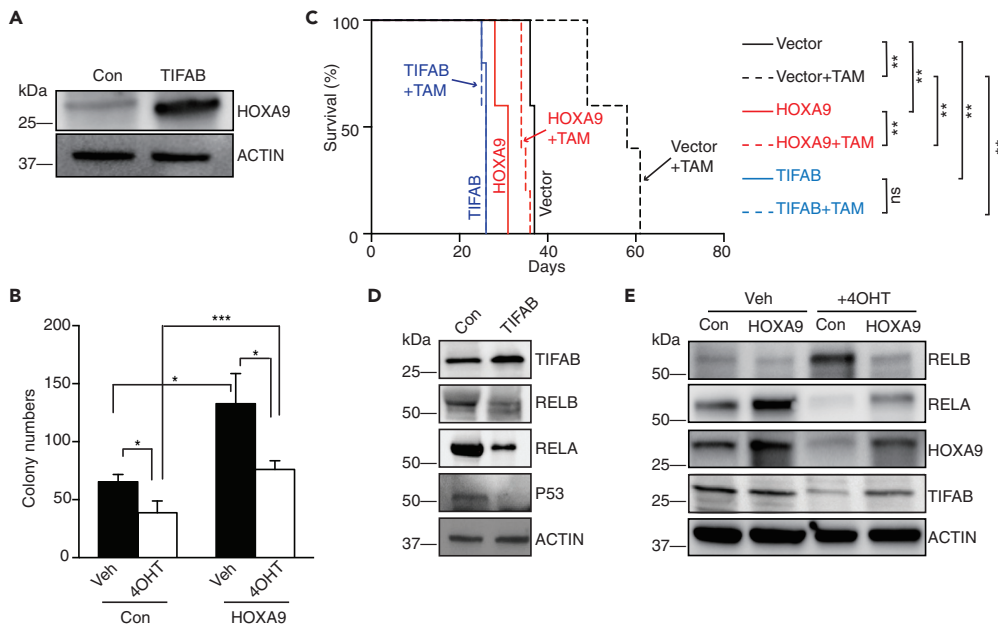 A
Con TIFAB
kDa
25
HOXA9
37
ACTIN
B
Colony numbers
200
150
100
50
0
***
*
*
*
Veh
4OHT
Veh
4OHT
Con
HOXA9
C
Survival (%)
100
50
0
0 20 40 60 80
Days
TIFAB
+TAM
TIFAB
HOXA9
HOXA9
+TAM
Vector
Vector
+TAM
Vector
Vector+TAM
HOXA9
HOXA9+TAM
TIFAB
TIFAB+TAM
**
**
**
**
**
**
ns
D
Con TIFAB
kDa
25
TIFAB
50
RELB
50
RELA
P53
37
ACTIN
E
Veh +4OHT
Con HOXA9 Con HOXA9
kDa
50
RELB
50
RELA
25
HOXA9
25
TIFAB
37
ACTIN